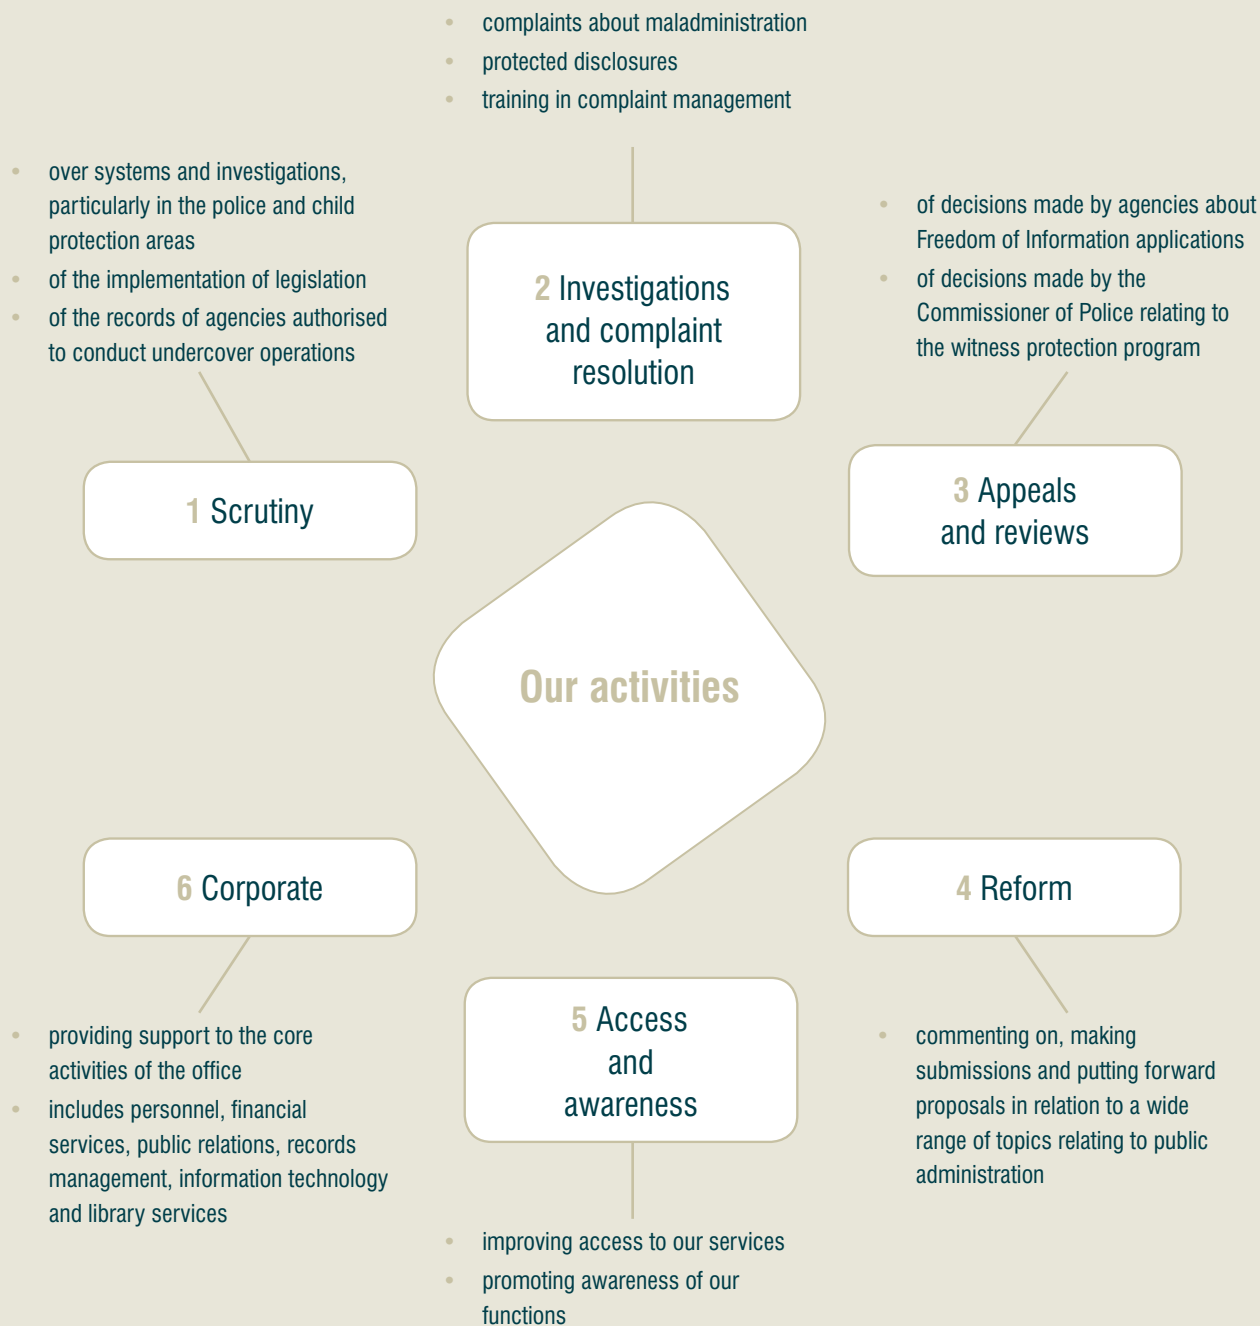 • complaints about maladministration
• protected disclosures
• training in complaint management
• over systems and investigations,
particularly in the police and child
protection areas
• of the implementation of legislation
• of the records of agencies authorised
to conduct undercover operations
• of decisions made by agencies about
Freedom of Information applications
• of decisions made by the
Commissioner of Police relating to
the witness protection program
2 Investigations
and complaint
resolution
1 Scrutiny
3 Appeals
and reviews
Our activities
6 Corporate
4 Reform
5 Access
and
awareness
• providing support to the core
activities of the office
• includes personnel, financial
services, public relations, records
management, information technology
and library services
• commenting on, making
submissions and putting forward
proposals in relation to a wide
range of topics relating to public
administration
• improving access to our services
• promoting awareness of our
functions